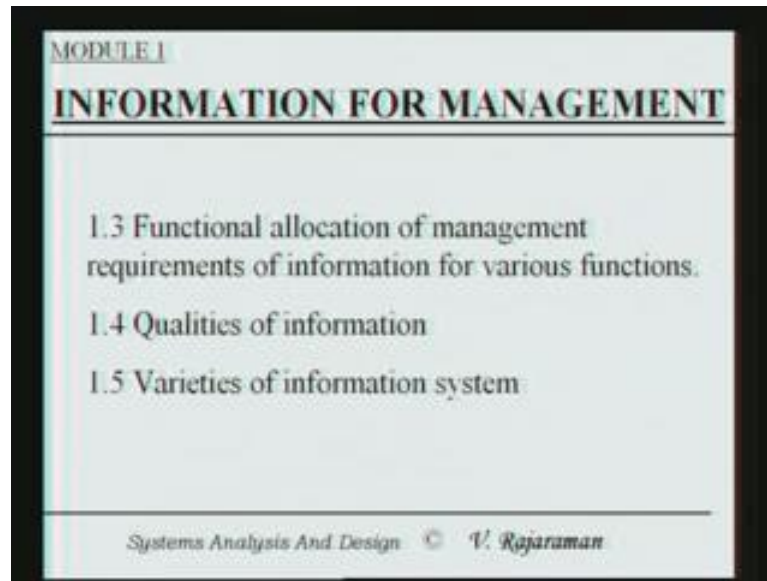 MODULE 1
INFORMATION FOR MANAGEMENT
1.3 Functional allocation of management
requirements of information for various functions.
1.4 Qualities of information
1.5 Varieties of information system
Systems Analysis And Design © V. Rajaraman